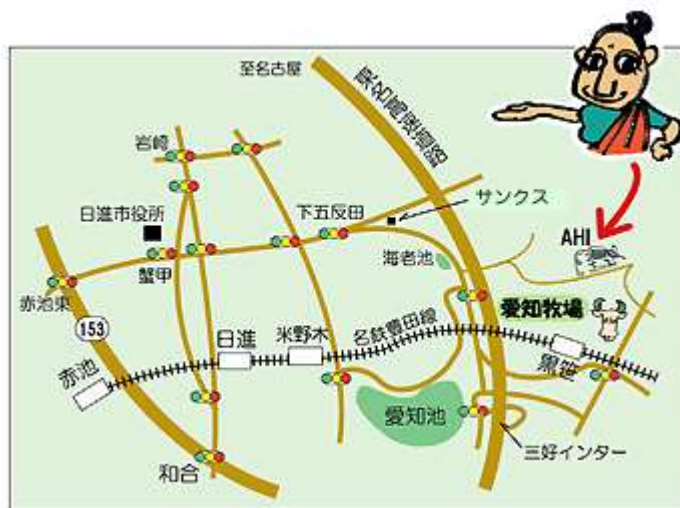 至名古屋
東名高速道路
岩崎
日進市役所
下五反田
サンクス
AHI
蟹甲
海老池
赤池東
153
愛知牧場
日進
米野木
名鉄豊田線
赤池
黒笹
愛知池
三好インター
和合